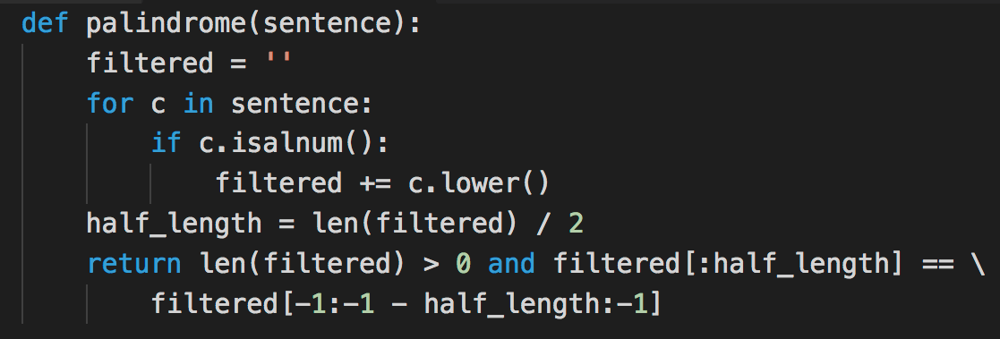 def palindrome(sentence):
    filtered = ''
    for c in sentence:
        if c.isalnum():
            filtered += c.lower()
    half_length = len(filtered) / 2
    return len(filtered) > 0 and filtered[:half_length] == \
        filtered[-1:-1 - half_length:-1]